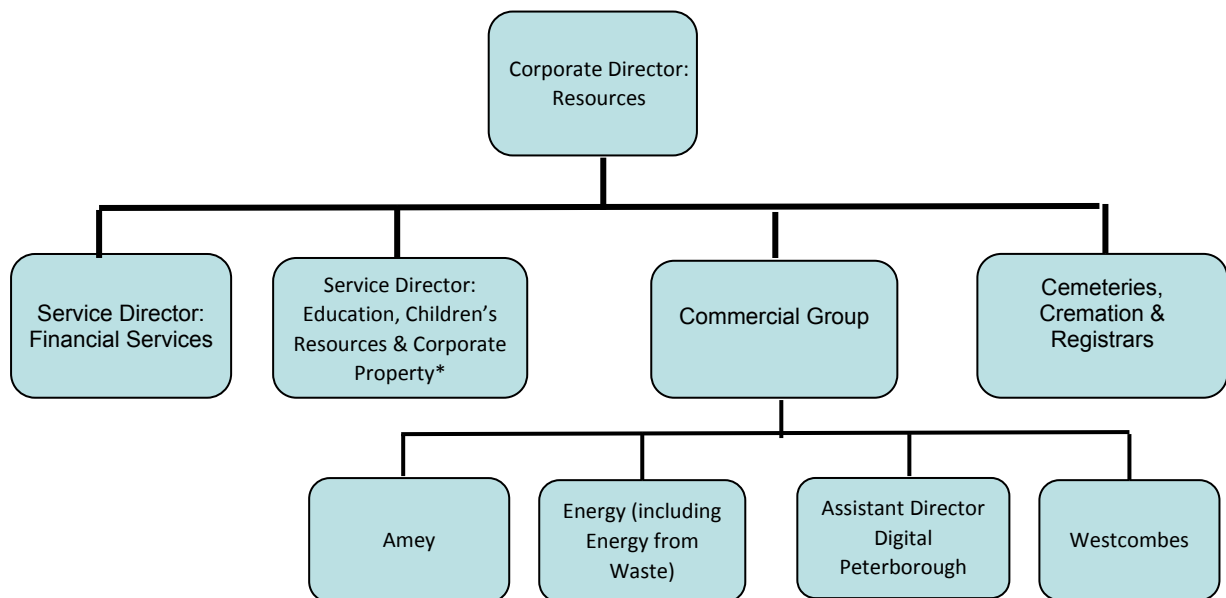 Corporate Director:
Resources
Service Director:
Financial Services
Service Director:
Education, Children’s
Resources & Corporate
Property*
Commercial Group
Cemeteries,
Cremation &
Registrars
Amey
Energy (including
Energy from
Waste)
Assistant Director
Digital
Peterborough
Westcombes